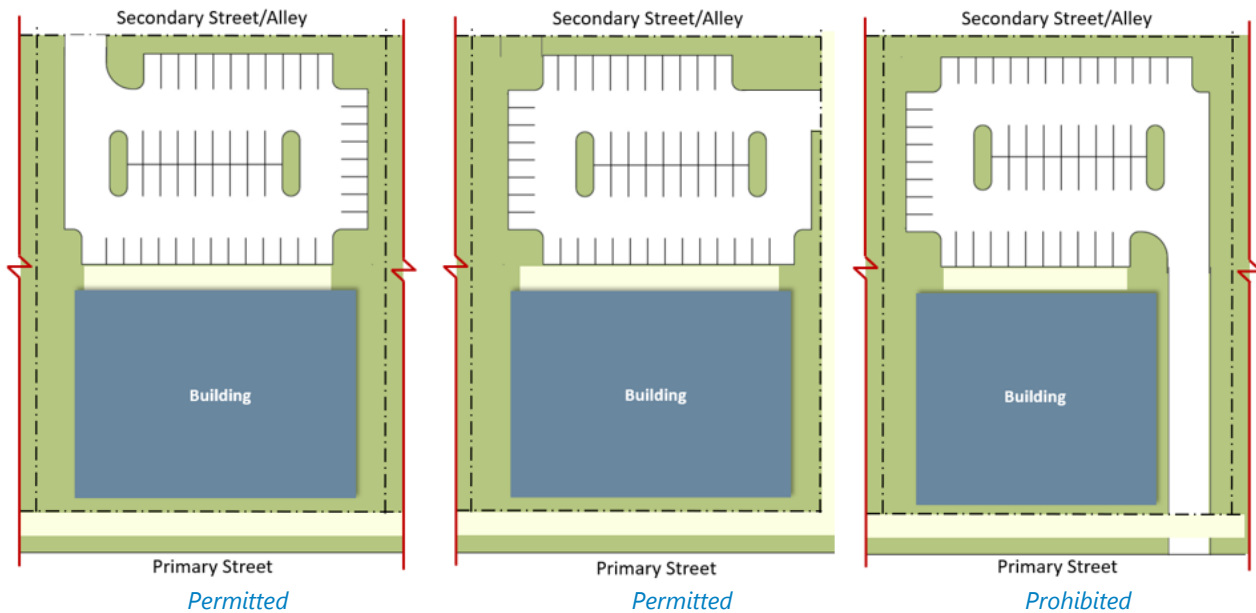 Secondary Street/Alley
Secondary Street/Alley
Secondary Street/Alley
Building
Building
Building
Primary Street
Primary Street
Primary Street
Permitted
Permitted
Prohibited